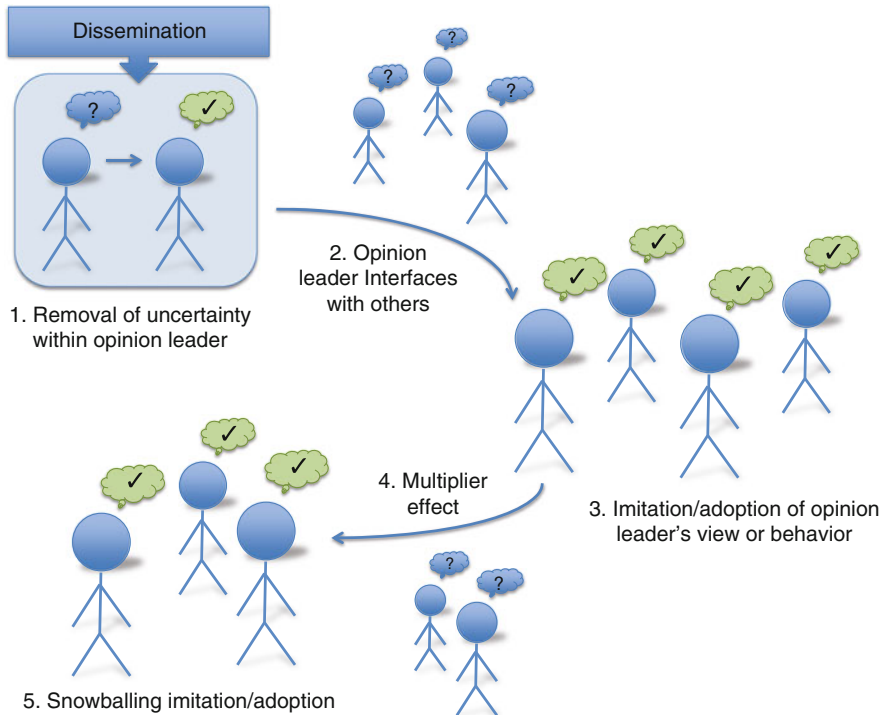 Dissemination
?
✓
?
?
?
1. Removal of uncertainty
within opinion leader
2. Opinion
leader Interfaces
with others
✓
✓
✓
✓
3. Imitation/adoption of opinion
leader's view or behavior
4. Multiplier
effect
?
?
✓
✓
✓
5. Snowballing imitation/adoption